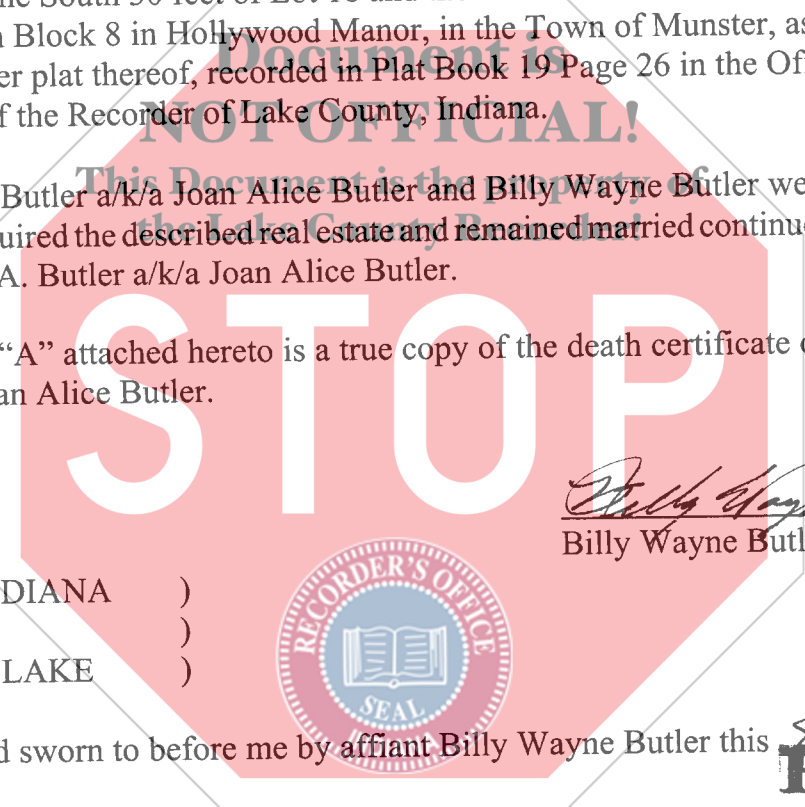 South 50 feet of Lot
Block 8 in Hollywood Manor, in the Town of Munster, as
er plat thereof, recorded in Plat Book 19 Page 26 in the Of
f the Recorder of Lake County, Indiana.
Document is
NOT OFFICIAL!
This Document is the property of
the Lake County Recorder!
Butler a/k/a Joan Alice Butler and Billy Wayne Butler we
uired the described real estate and remained married continu
A. Butler a/k/a Joan Alice Butler.
"A" attached hereto is a true copy of the death certificate
an Alice Butler.
STOP
Billy Way
Billy Wayne Butl
DIANA )
)
LAKE )
RECORDER'S OFFICE
SEAL
INDIANA
d sworn to before me by affiant Billy Wayne Butler this